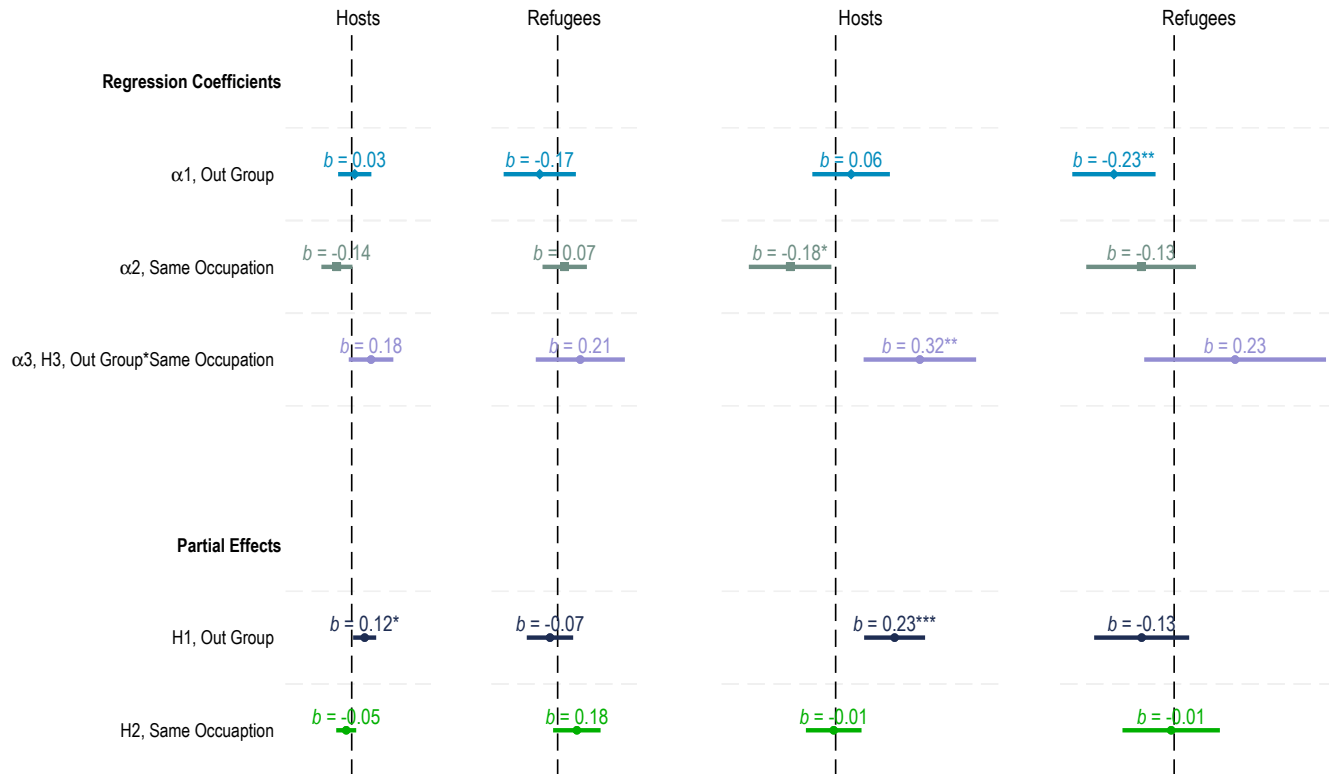 Hosts Refugees Hosts Refugees
Regression Coefficients
b = 0.03 b = -0.17 b = 0.06 b = -0.23**
α1, Out Group
b = -0.14 b = 0.07 b = -0.18* b = -0.13
α2, Same Occupation
b = 0.18 b = 0.21 b = 0.32** b = 0.23
α3, H3, Out Group*Same Occupation
Partial Effects
b = 0.12* b = -0.07 b = 0.23*** b = -0.13
H1, Out Group
b = -0.05 b = 0.18 b = -0.01 b = -0.01
H2, Same Occuaption